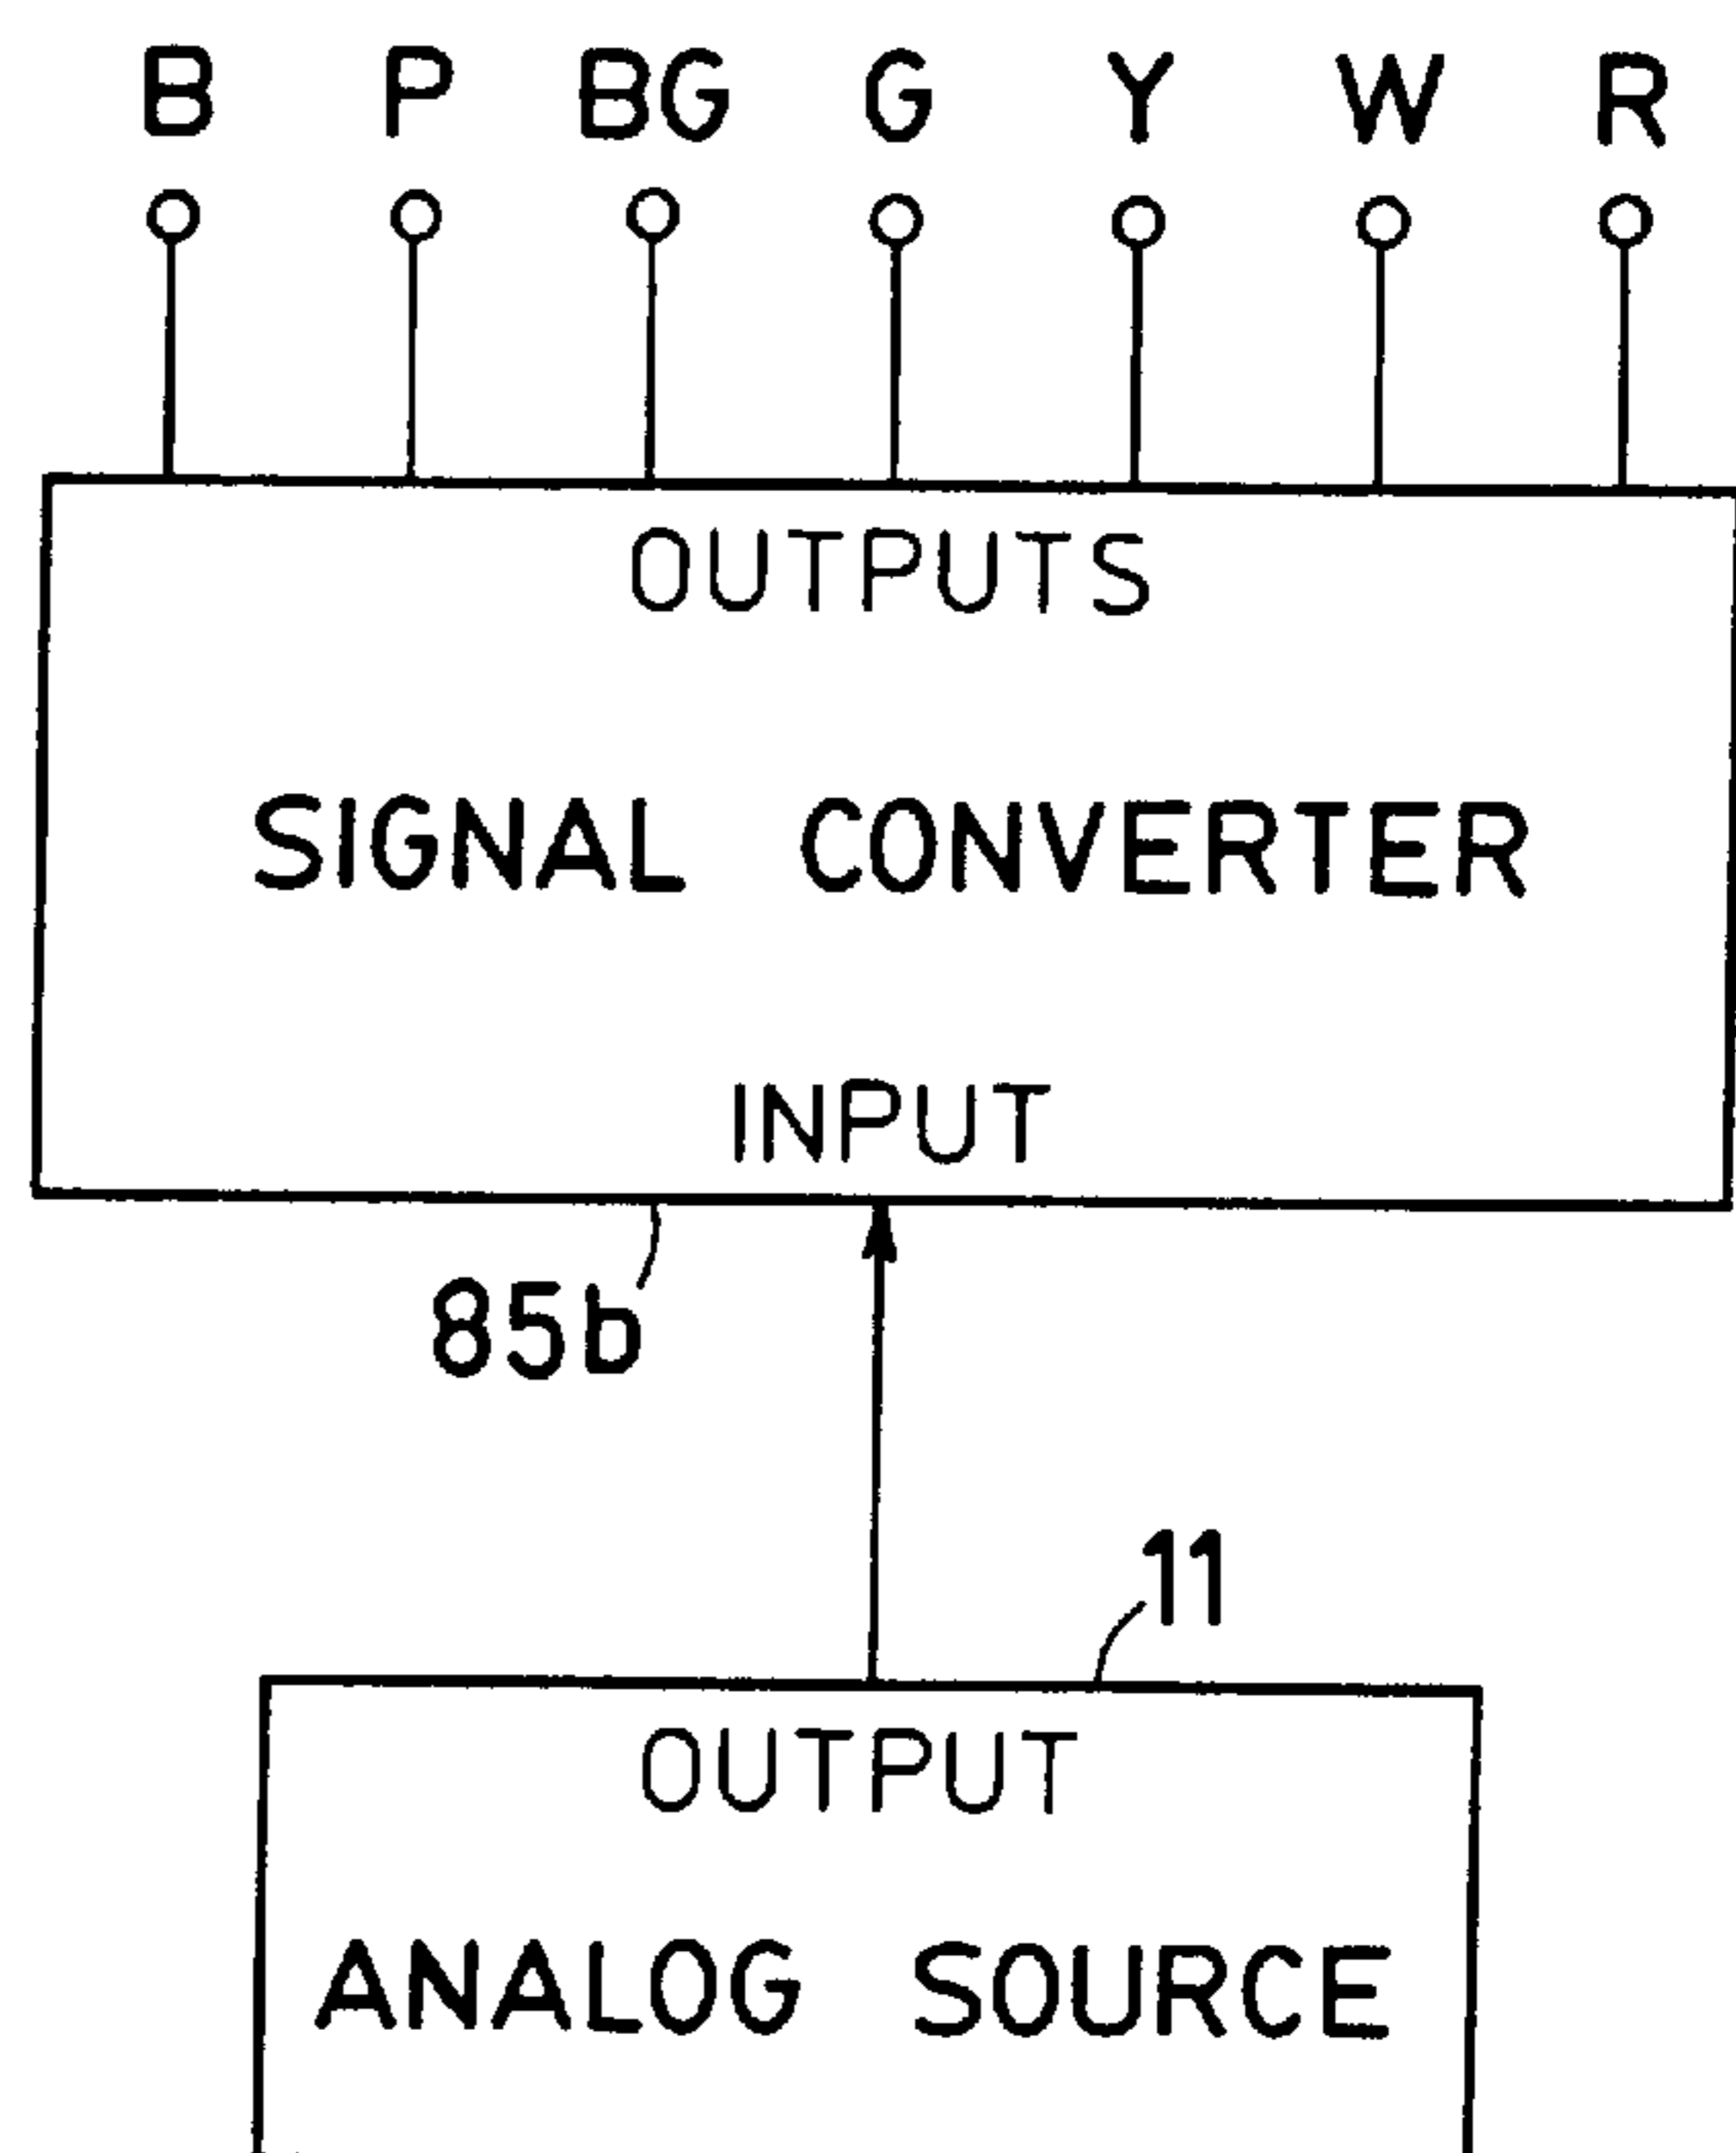 B P BG G Y W R
OUTPUTS
SIGNAL CONVERTER
INPUT
85b
11
OUTPUT
ANALOG SOURCE